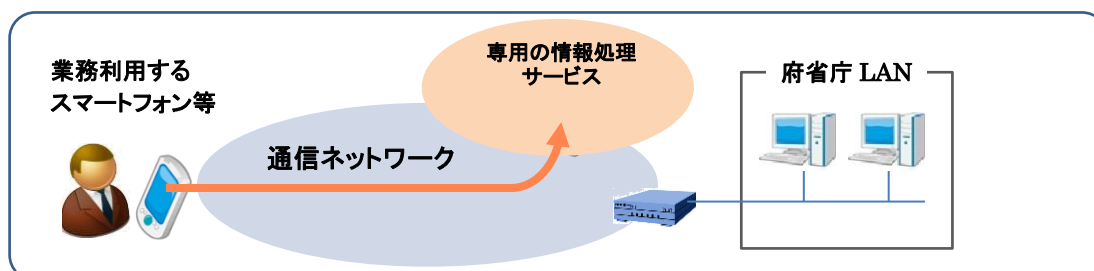 業務利用する
スマートフォン等
通信ネットワーク
専用の情報処理
サービス
府省庁 LAN